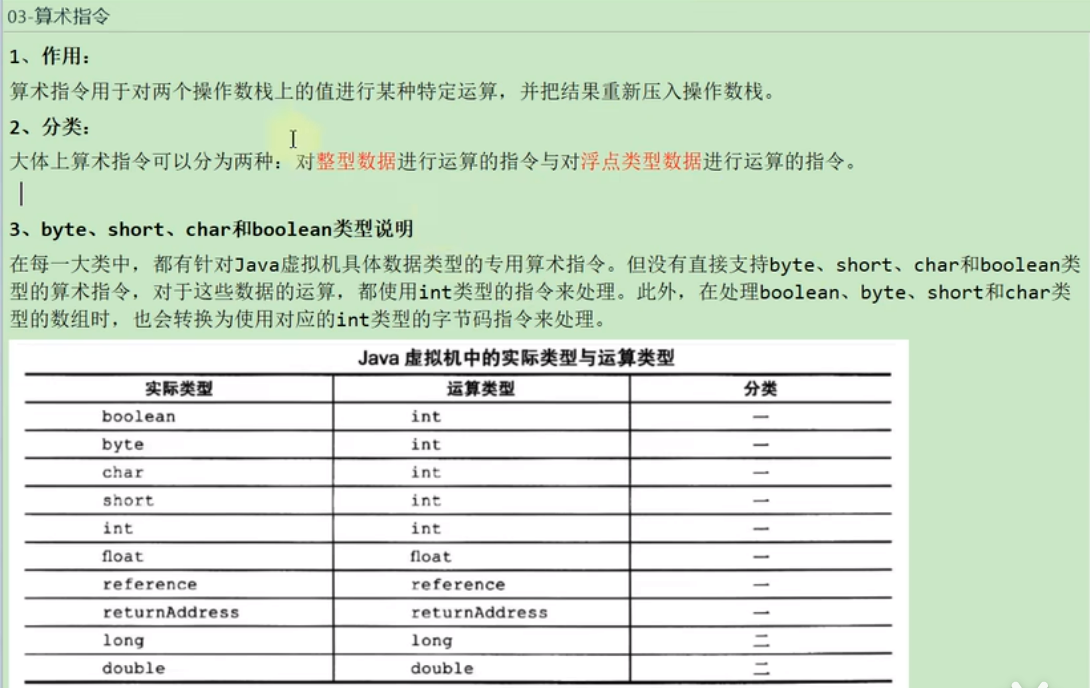 03-算术指令
1、作用：
算术指令用于对两个操作数栈上的值进行某种特定运算，并把结果重新压入操作数栈。
2、分类：
大体上算术指令可以分为两种：对整型数据进行运算的指令与对浮点类型数据进行运算的指令。
3、byte、short、char和boolean类型说明
在每一大类中，都有针对Java虚拟机具体数据类型的专用算术指令。但没有直接支持byte、short、char和boolean类
型的算术指令，对于这些数据的运算，都使用int类型的指令来处理。此外，在处理boolean、byte、short和char类
型的数组时，也会转换为使用对应的int类型的字节码指令来处理。
Java 虚拟机中的实际类型与运算类型
实际类型 运算类型 分类
boolean int 一
byte int 一
char int 一
short int 一
int int 一
float float 一
reference reference 一
returnAddress returnAddress 一
long long 二
double double 二